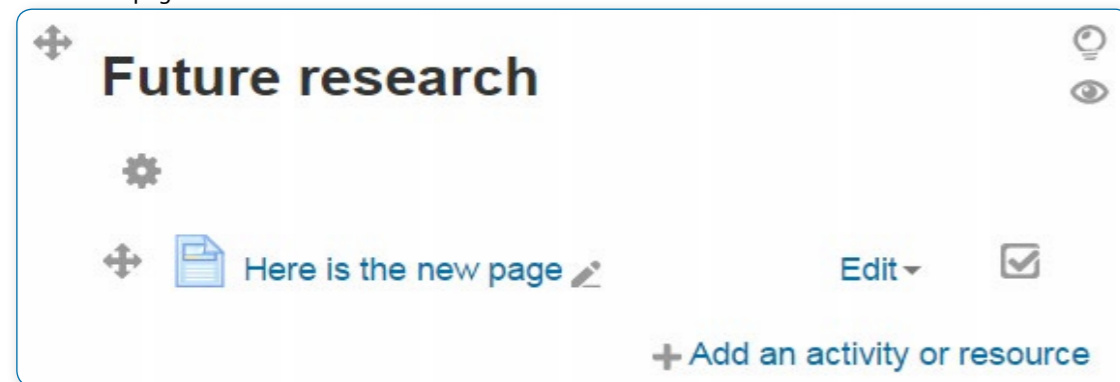 Future research
Here is the new page
Edit
Add an activity or resource